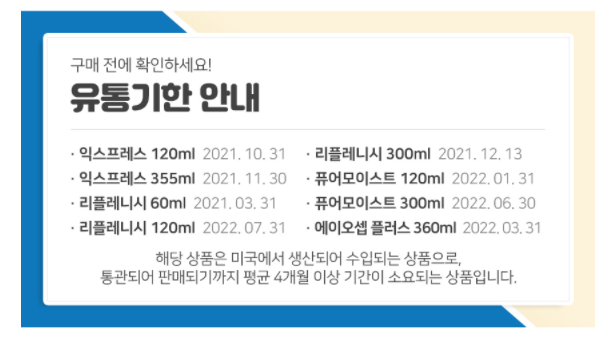 구매 전에 확인하세요!
유통기한 안내
· 익스프레스 120ml 2021. 10. 31 · 리플레니시 300ml 2021. 12. 13
· 익스프레스 355ml 2021. 11. 30 · 퓨어모이스트 120ml 2022. 01. 31
· 리플레니시 60ml 2021. 03. 31 · 퓨어모이스트 300ml 2022. 06. 30
· 리플레니시 120ml 2022. 07. 31 · 에이오셉 플러스 360ml 2022. 03. 31
해당 상품은 미국에서 생산되어 수입되는 상품으로,
통관되어 판매되기까지 평균 4개월 이상 기간이 소요되는 상품입니다.